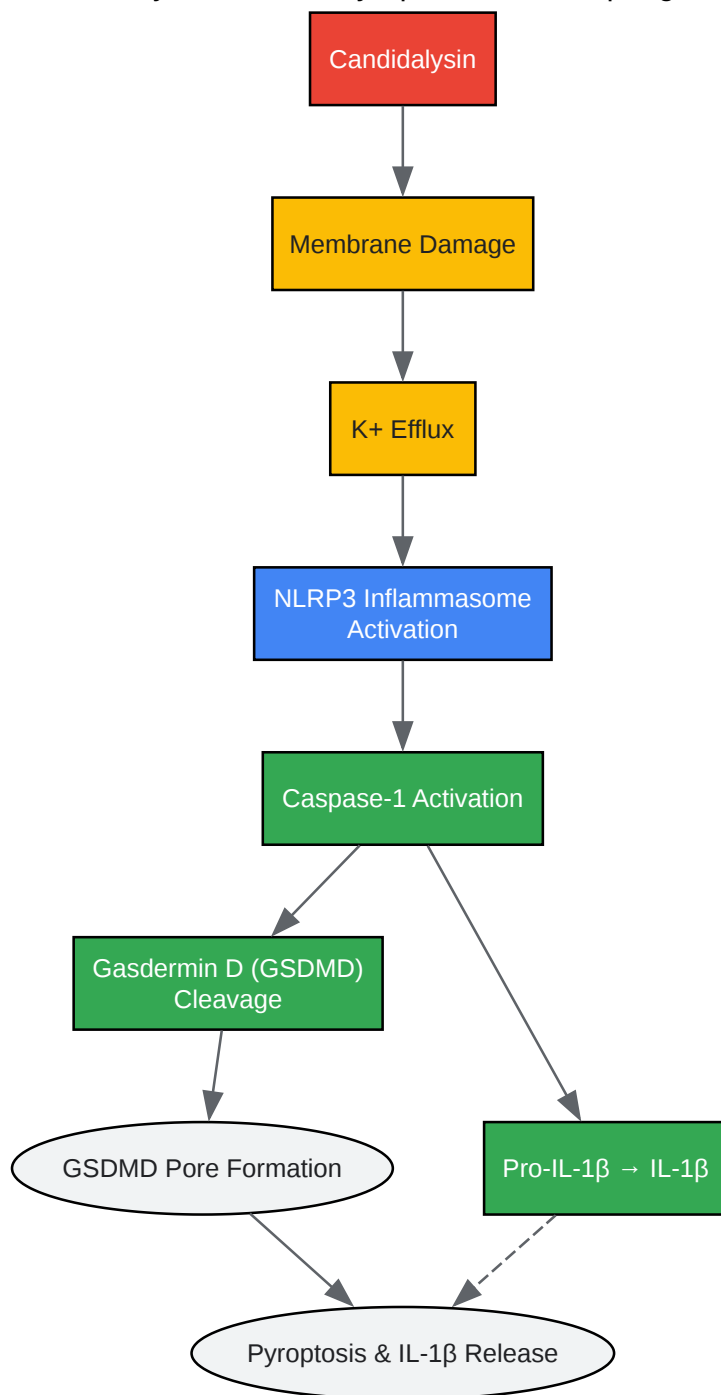 Candidalysin
Membrane Damage
K+ Efflux
NLRP3 Inflammasome
Activation
Caspase-1 Activation
Gasdermin D (GSDMD)
Cleavage
GSDMD Pore Formation
Pro-IL-1β → IL-1β
Pyroptosis & IL-1β Release